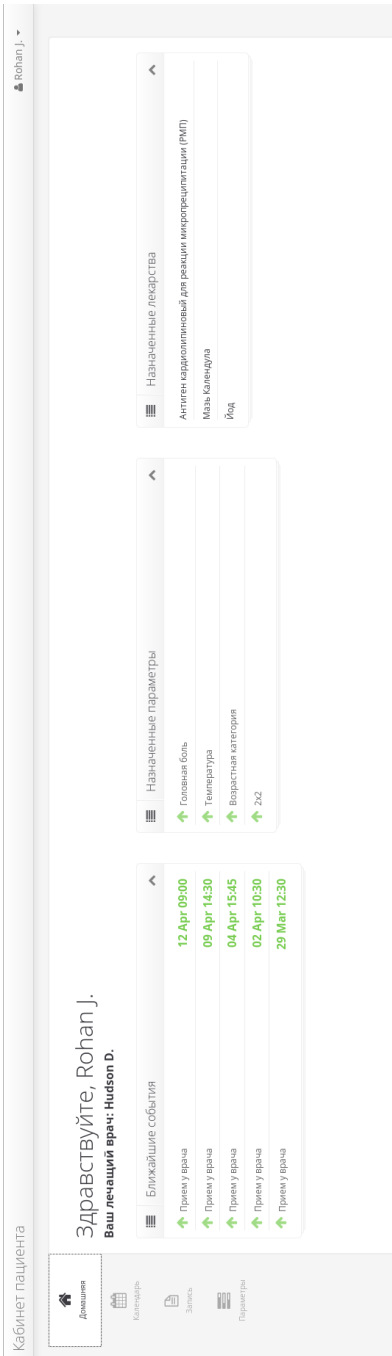 Кабинет пациента
Rohan J.
Домашняя
Календарь
Запись
Параметры
Здравствуйте, Rohan J.
Ваш лечащий врач: Hudson D.
Ближайшие события
Прием у врача 12 Apr 09:00
Прием у врача 09 Apr 14:30
Прием у врача 04 Apr 15:45
Прием у врача 02 Apr 10:30
Прием у врача 29 Mar 12:30
Назначенные параметры
Головная боль
Температура
Возрастная категория
2x2
Назначенные лекарства
Антиген кардиолипиновый для реакции микропреципитации (РМП)
Мазь Календула
Йод